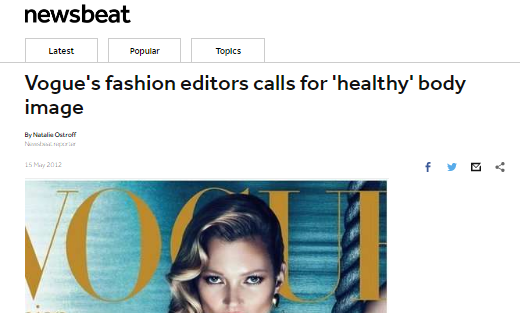 newsbeat
Latest
Popular
Topics
Vogue's fashion editors calls for 'healthy' body
image
By Natalie Ostroff
Newsbeat reporter
15 May 2012
VOGUE